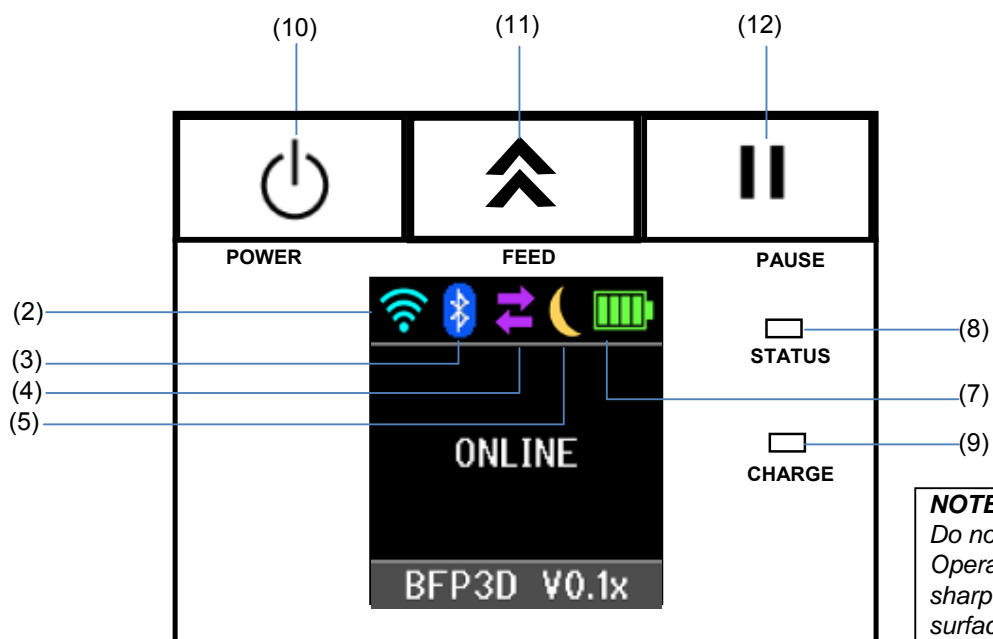 (10) (11) (12)
POWER FEED PAUSE
(2)
(8)
STATUS
(3)
(4)
(7)
(5)
ONLINE
(9)
CHARGE
NOTE
Do no
Opera
sharp
surfac
BFP3D V0.1x